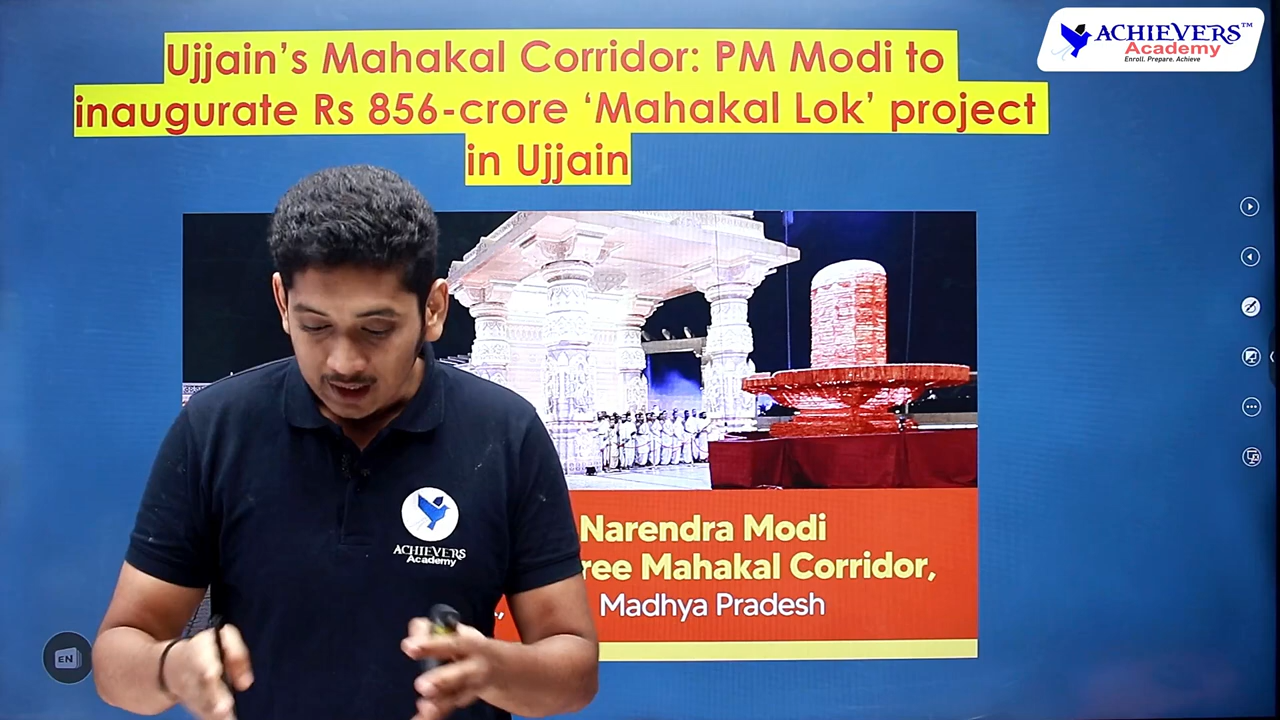 Ujjain’s Mahakal Corridor: PM Modi to
inaugurate Rs 856-crore ‘Mahakal Lok’ project
in Ujjain
ACHIEVERS™
Academy
Enroll. Prepare. Achieve
Narendra Modi
ree Mahakal Corridor,
, Madhya Pradesh
ACHIEVERS
Academy
EN